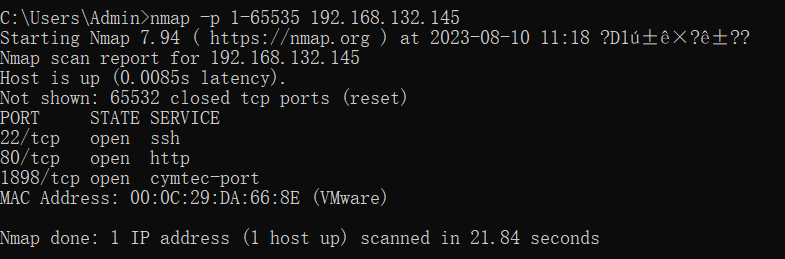 C:\Users\Admin>nmap -p 1-65535 192.168.132.145
Starting Nmap 7.94 ( https://nmap.org ) at 2023-08-10 11:18 ?D1ú±ê×?ê±??
Nmap scan report for 192.168.132.145
Host is up (0.0085s latency).
Not shown: 65532 closed tcp ports (reset)
PORT     STATE SERVICE
22/tcp   open  ssh
80/tcp   open  http
1898/tcp open  cymtec-port
MAC Address: 00:0C:29:DA:66:8E (VMware)
Nmap done: 1 IP address (1 host up) scanned in 21.84 seconds